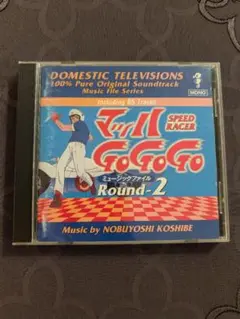 DOMESTIC TELEVISIONS
100% Pure Original Soundtrack
Music File Series
MONO
including 85 Tracks
マッハ
SPEED
RACER
GoGoGo
ミュージックファイル
Round-2
Music by NOBUYOSHI KOSHIBE